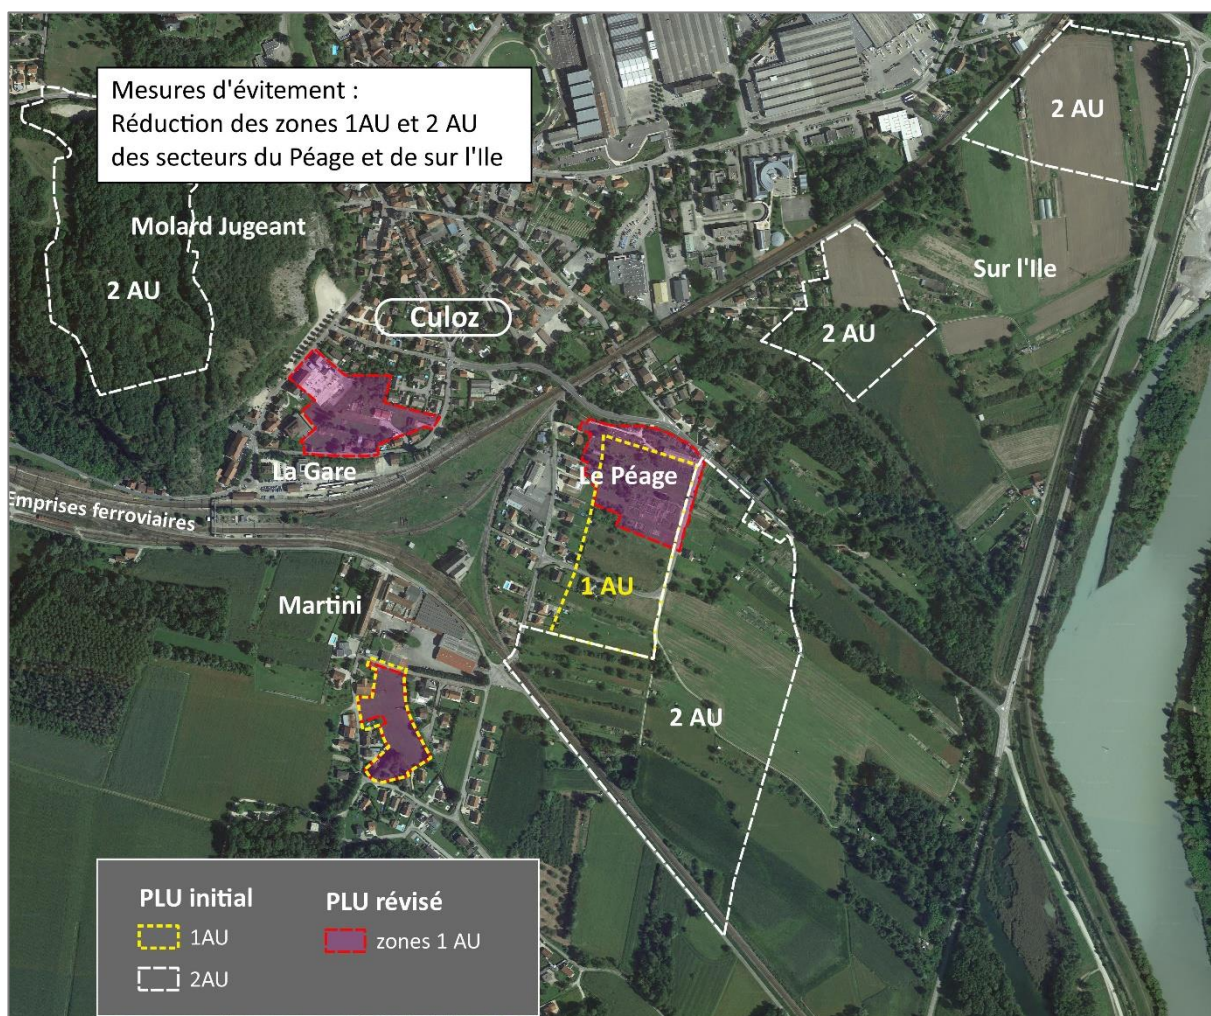 Mesures d'évitement :
Réduction des zones 1AU et 2 AU
des secteurs du Péage et de sur l'Ile
2 AU
Molard Jugeant
2 AU
Sur l'Ile
Culoz
2 AU
La Gare
Le Péage
Emprises ferroviaires
1 AU
Martini
2 AU
PLU initial
1AU
2AU
PLU révisé
zones 1 AU